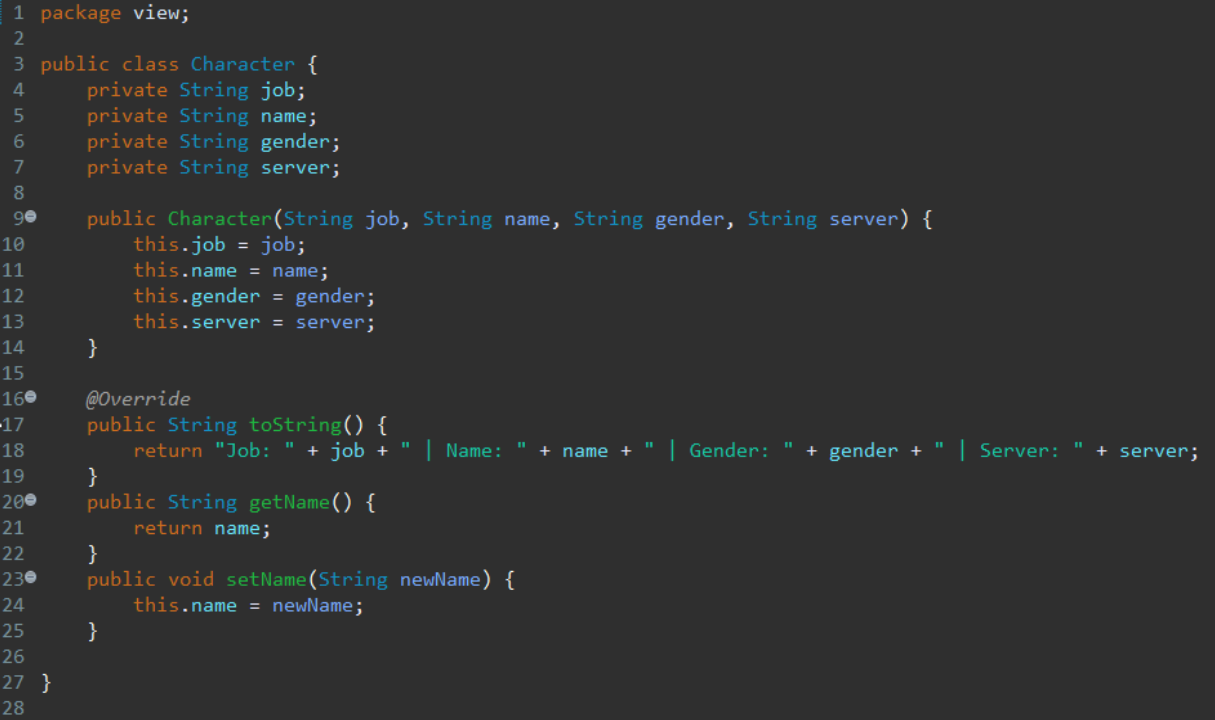 1 package view;
2
3 public class Character {
4     private String job;
5     private String name;
6     private String gender;
7     private String server;
8
9     public Character(String job, String name, String gender, String server) {
10         this.job = job;
11         this.name = name;
12         this.gender = gender;
13         this.server = server;
14     }
15
16     @Override
17     public String toString() {
18         return "Job: " + job + " | Name: " + name + " | Gender: " + gender + " | Server: " + server;
19     }
20     public String getName() {
21         return name;
22     }
23     public void setName(String newName) {
24         this.name = newName;
25     }
26
27 }
28